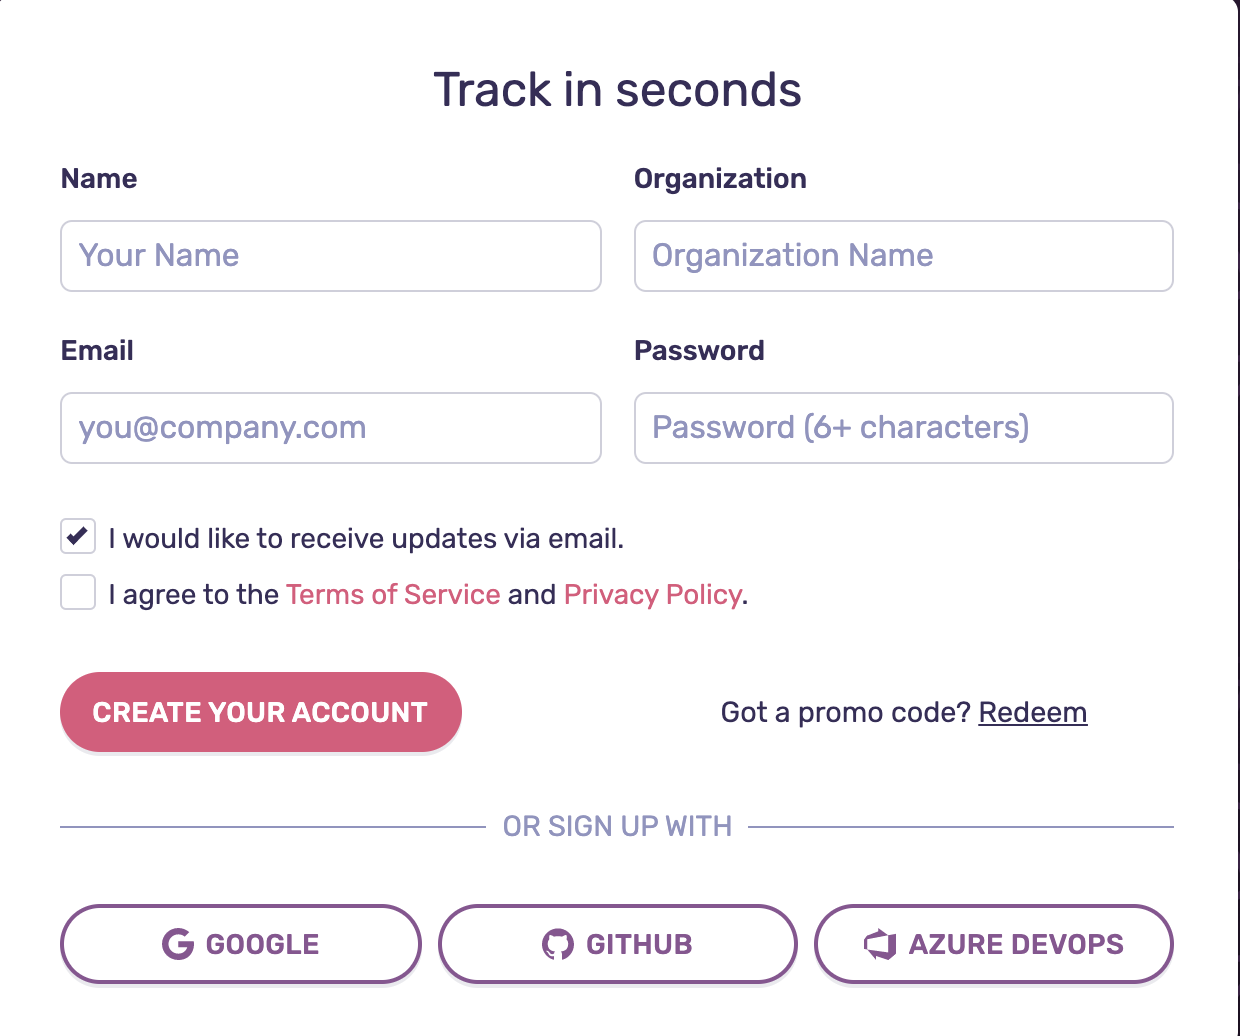 Track in seconds
Name
Organization
Your Name
Organization Name
Email
Password
you@company.com
Password (6+ characters)
I would like to receive updates via email.
I agree to the Terms of Service and Privacy Policy.
CREATE YOUR ACCOUNT
Got a promo code? Redeem
OR SIGN UP WITH
GOOGLE
GITHUB
AZURE DEVOPS